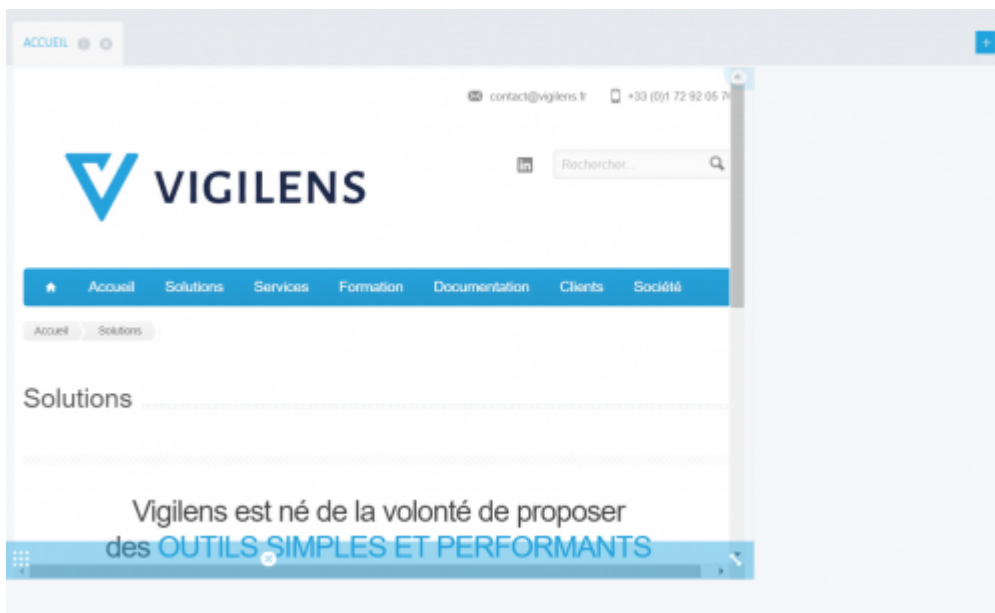 ACCUEIL
contact@vigilens.fr +33 (0)1 72 92 05
in Rechercher...
VIGILENS
Accueil Solutions Services Formation Documentation Clients Société
Accueil Solutions
Solutions
Vigilens est né de la volonté de proposer
des OUTILS SIMPLES ET PERFORMANTS